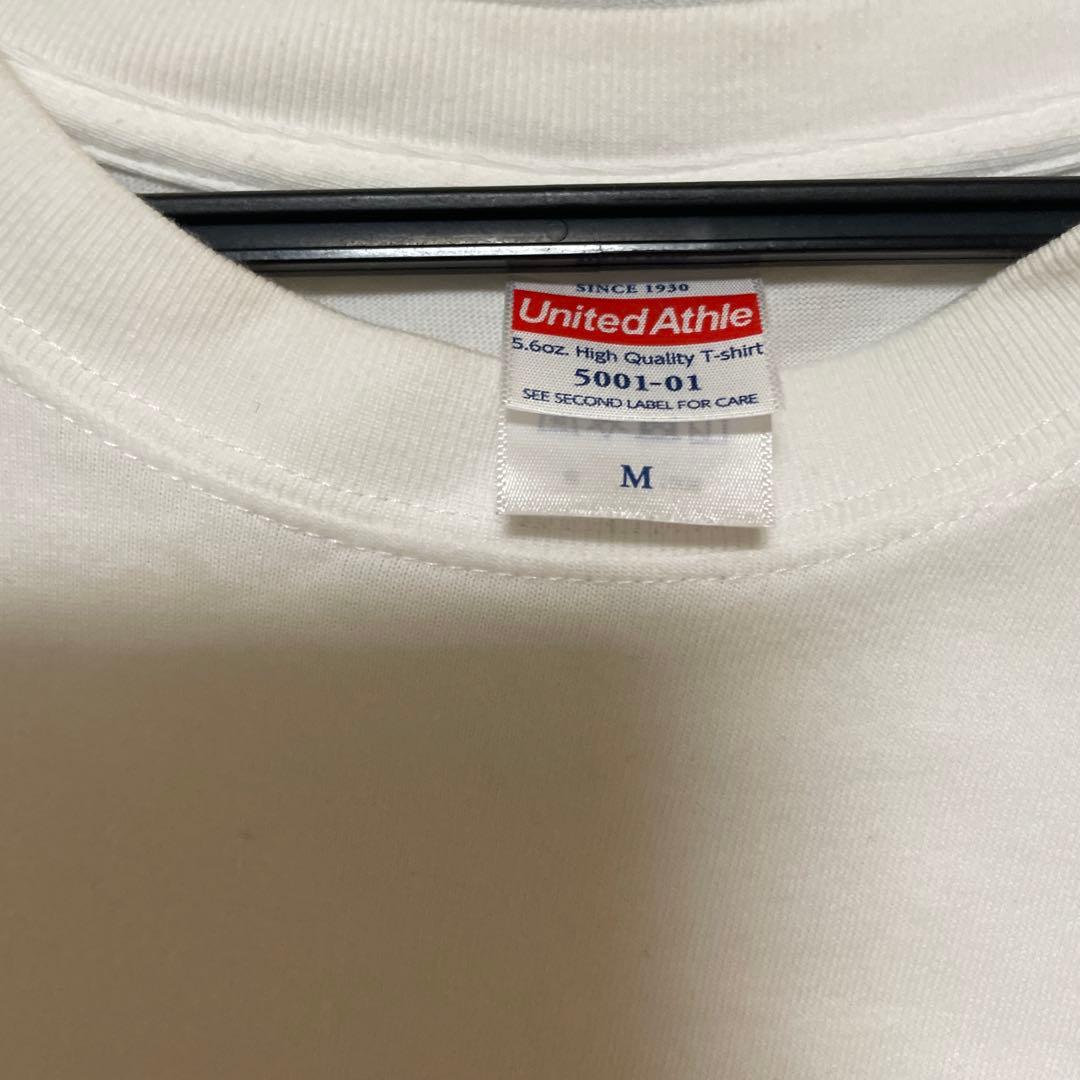 SINCE 1930
United Athle
5.6oz. High Quality T-shirt
5001-01
SEE SECOND LABEL FOR CARE
M